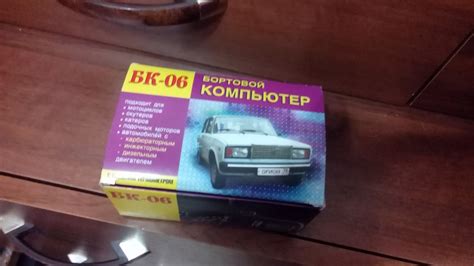 БК-06
БОРТОВОЙ
КОМПЬЮТЕР
подходит для
• мотоциклов
• скутеров
• катеров
• лодочных моторов
• автомобилей с
- карбюраторным
- инжекторным
- дизельным
двигателем
БК-06